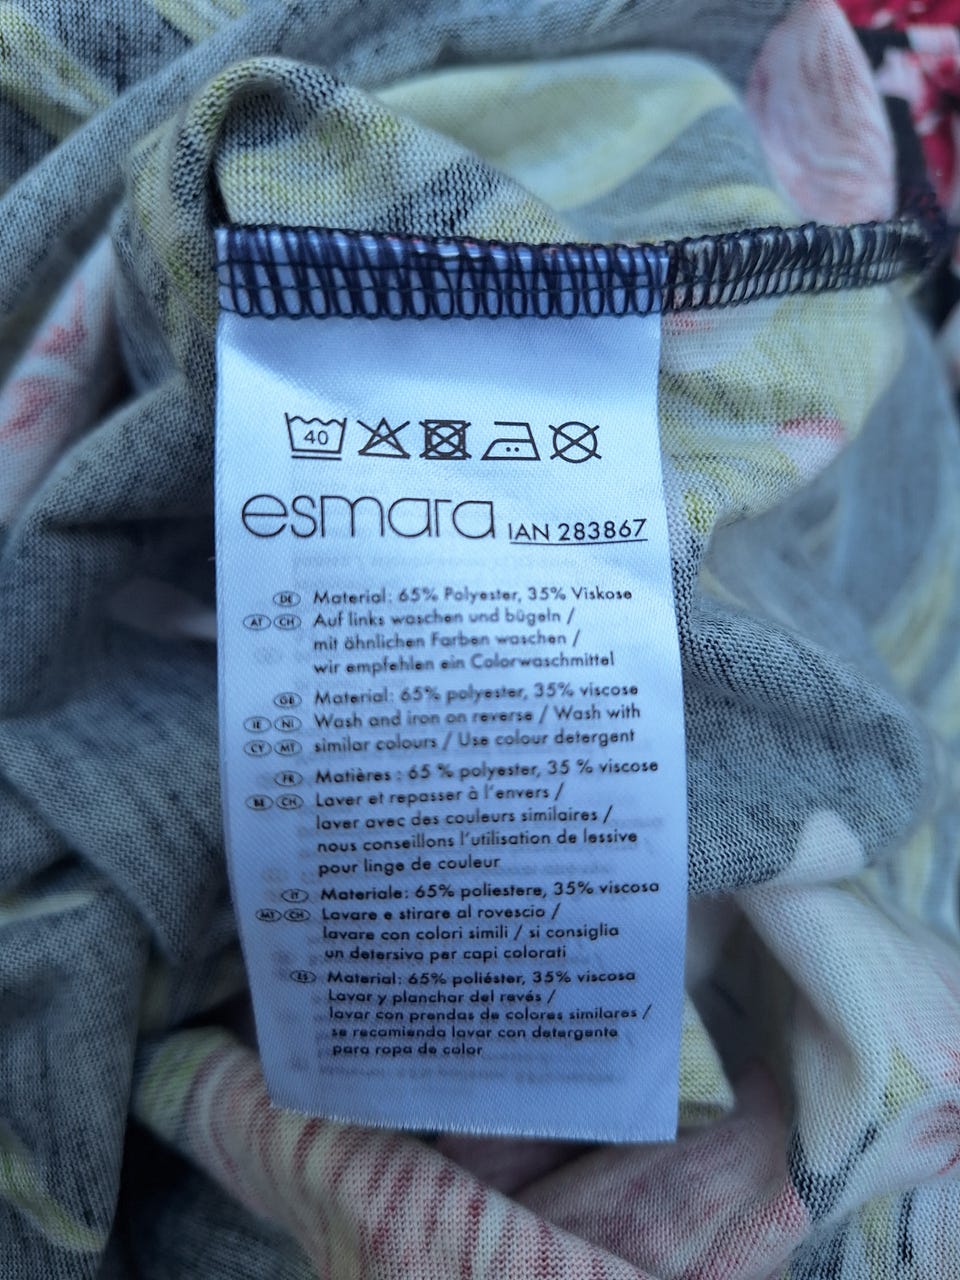 40
esmara IAN 283867
DE Material: 65% Polyester, 35% Viskose
AT CH Auf links waschen und bügeln /
mit ähnlichen Farben waschen /
wir empfehlen ein Colorwaschmittel
GB Material: 65% polyester, 35% viscose
IE NI Wash and iron on reverse / Wash with
CY MT similar colours / Use colour detergent
FR Matières : 65 % polyester, 35 % viscose
BE CH Laver et repasser à l'envers /
laver avec des couleurs similaires /
nous conseillons l'utilisation de lessive
pour linge de couleur
IT Materiale: 65% poliestere, 35% viscosa
MT CH Lavare e stirare al rovescio /
lavare con colori simili / si consiglia
un detersivo per capi colorati
ES Material: 65% poliéster, 35% viscosa
Lavar y planchar del revés /
lavar con prendas de colores similares /
se recomienda lavar con detergente
para ropa de color